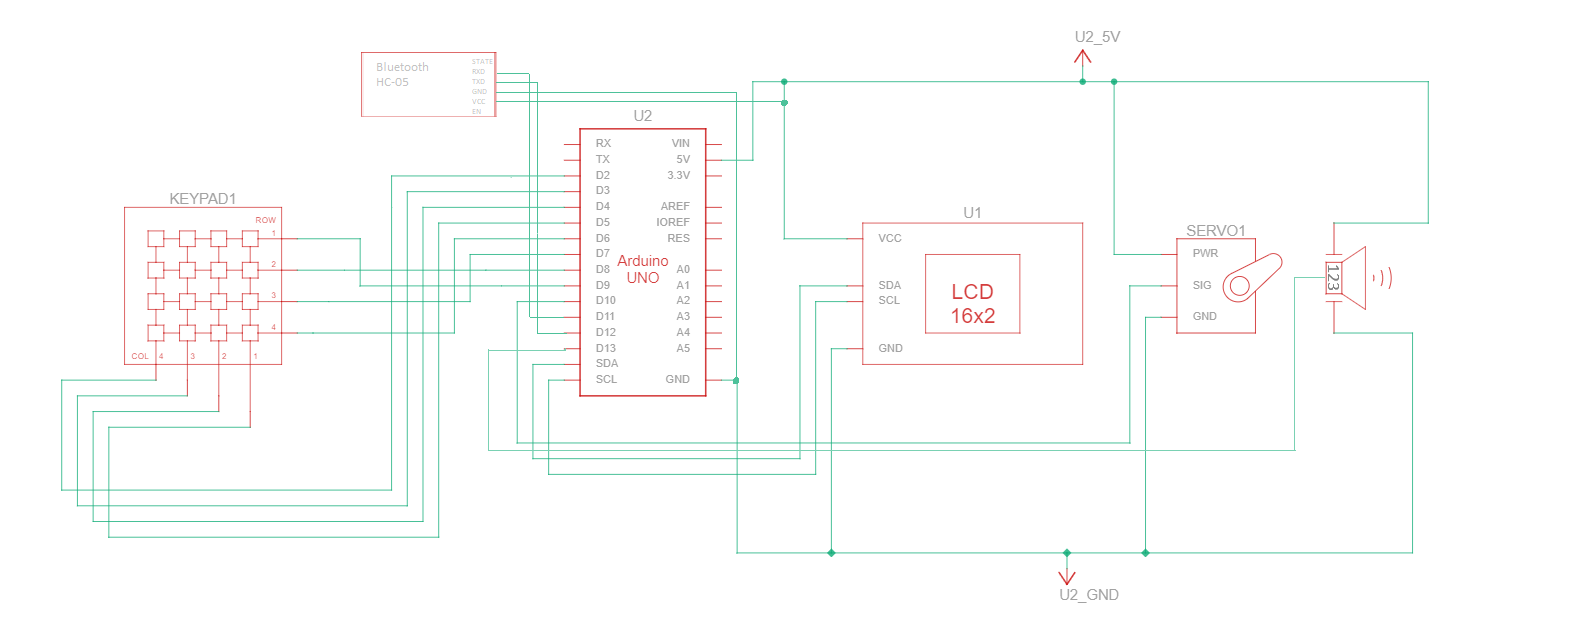 U2_5V
Bluetooth
HC-05
STATE
RXD
TXD
GND
VCC
EN
U2
RX
TX
D2
D3
D4
D5
D6
D7
D8
D9
D10
D11
D12
D13
SDA
SCL
VIN
5V
3.3V
AREF
IOREF
RES
A0
A1
A2
A3
A4
A5
GND
Arduino
UNO
KEYPAD1
ROW
1
2
3
4
COL 4 3 2 1
U1
VCC
SDA
SCL
GND
LCD
16x2
SERVO1
PWR
SIG
GND
123
U2_GND